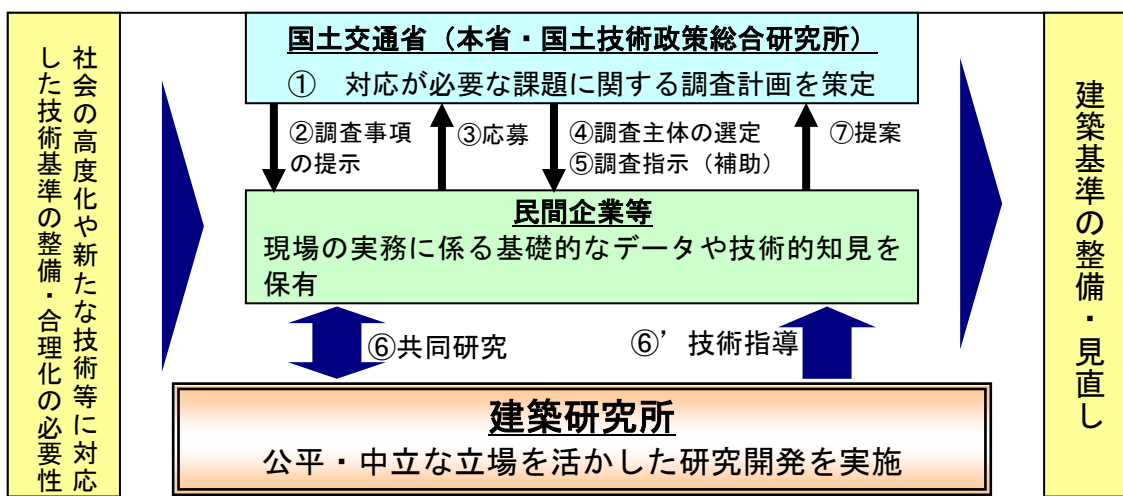 社会の高度化や新たな技術等に対応
した技術基準の整備・合理化の必要性
国土交通省（本省・国土技術政策総合研究所）
①　対応が必要な課題に関する調査計画を策定
②調査事項
の提示
③応募
④調査主体の選定
⑤調査指示（補助）
⑦提案
民間企業等
現場の実務に係る基礎的なデータや技術的知見を
保有
⑥共同研究
⑥’技術指導
建築研究所
公平・中立な立場を活かした研究開発を実施
建築基準の整備・見直し